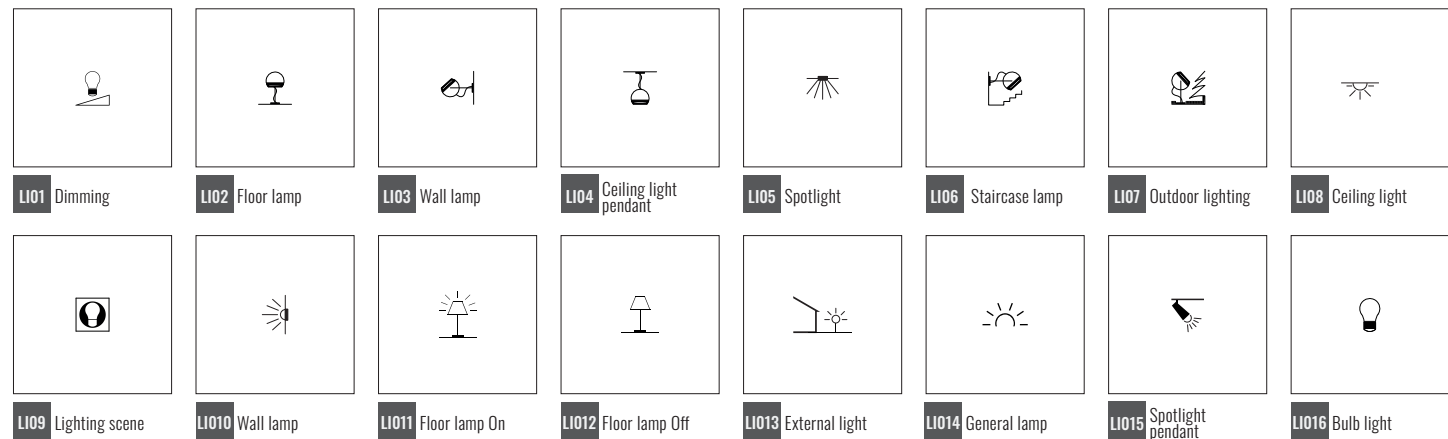 LI01 Dimming
LI02 Floor lamp
LI03 Wall lamp
LI04 Ceiling light
pendant
LI05 Spotlight
LI06 Staircase lamp
LI07 Outdoor lighting
LI08 Ceiling light
LI09 Lighting scene
LI010 Wall lamp
LI011 Floor lamp On
LI012 Floor lamp Off
LI013 External light
LI014 General lamp
LI015 Spotlight
pendant
LI016 Bulb light